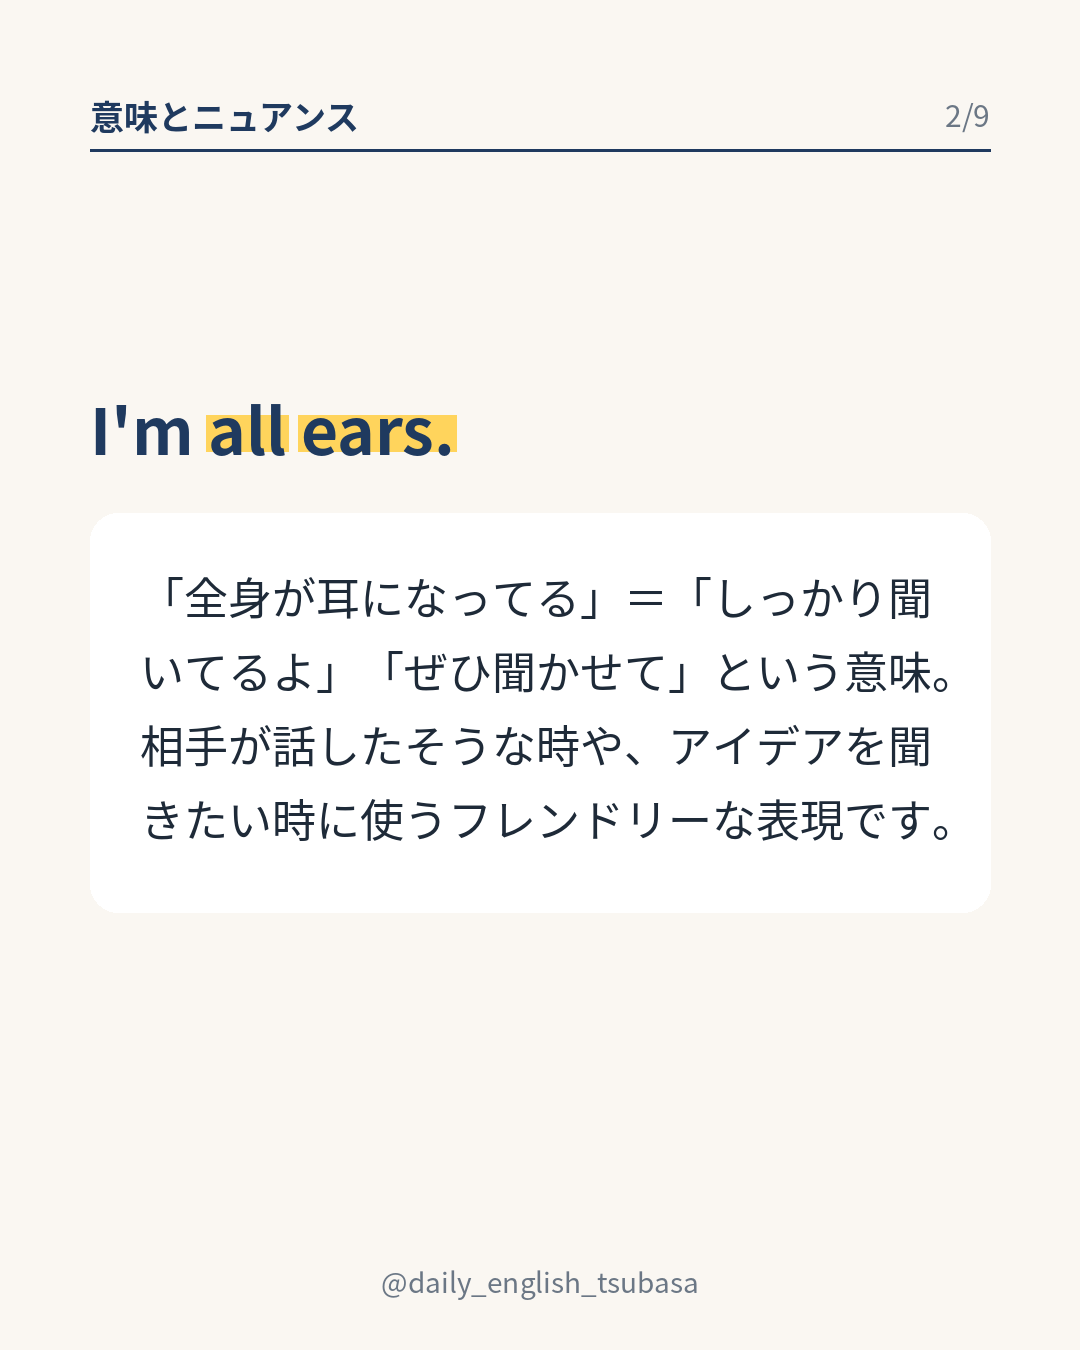 意味とニュアンス
2/9
I'm all ears.
「全身が耳になってる」＝「しっかり聞
いてるよ」「ぜひ聞かせて」という意味。
相手が話したそうな時や、アイデアを聞
きたい時に使うフレンドリーな表現です。
@daily_english_tsubasa